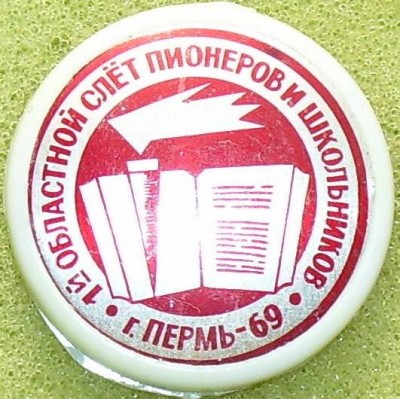 1й ОБЛАСТНОЙ СЛЁТ ПИОНЕРОВ И ШКОЛЬНИКОВ
• г. ПЕРМЬ-69 •